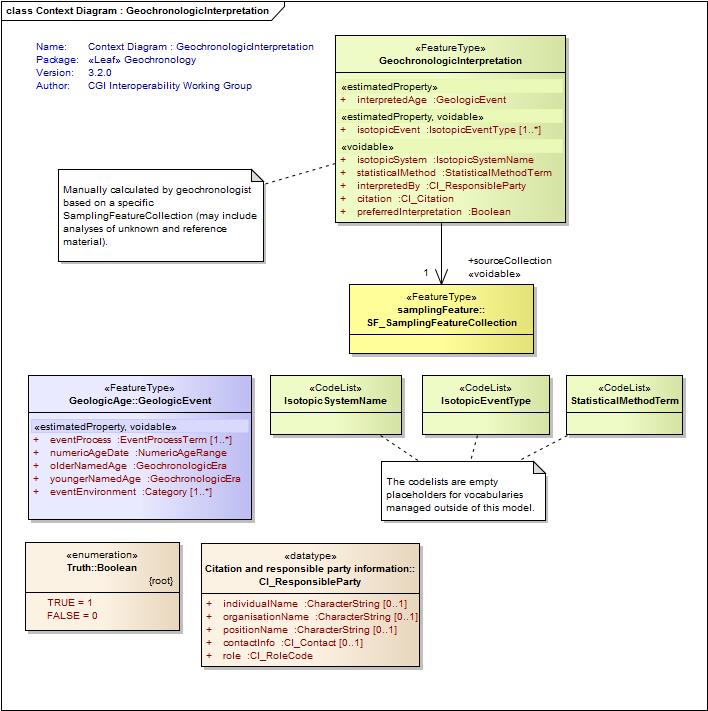 class Context Diagram : GeochronologicInterpretation
Name: Context Diagram : GeochronologicInterpretation
Package: «Leaf» Geochronology
Version: 3.2.0
Author: CGI Interoperability Working Group
«FeatureType»
GeochronologicInterpretation
«estimatedProperty»
+ interpretedAge :GeologicEvent
«estimatedProperty, voidable»
+ isotopicEvent :IsotopicEventType [1..*]
«voidable»
+ isotopicSystem :IsotopicSystemName
+ statisticalMethod :StatisticalMethodTerm
+ interpretedBy :CI_ResponsibleParty
+ citation :CI_Citation
+ preferredInterpretation :Boolean
Manually calculated by geochronologist
based on a specific
SamplingFeatureCollection (may include
analyses of unknown and reference
material).
+sourceCollection
1 «voidable»
«FeatureType»
samplingFeature::
SF_SamplingFeatureCollection
«FeatureType»
GeologicAge::GeologicEvent
«estimatedProperty, voidable»
+ eventProcess :EventProcessTerm [1..*]
+ numericAgeDate :NumericAgeRange
+ olderNamedAge :GeochronologicEra
+ youngerNamedAge :GeochronologicEra
+ eventEnvironment :Category [1..*]
«CodeList»
IsotopicSystemName
«CodeList»
IsotopicEventType
«CodeList»
StatisticalMethodTerm
The codelists are empty
placeholders for vocabularies
managed outside of this model.
«enumeration»
Truth::Boolean
{root}
TRUE = 1
FALSE = 0
«datatype»
Citation and responsible party information::
CI_ResponsibleParty
+ individualName :CharacterString [0..1]
+ organisationName :CharacterString [0..1]
+ positionName :CharacterString [0..1]
+ contactInfo :CI_Contact [0..1]
+ role :CI_RoleCode